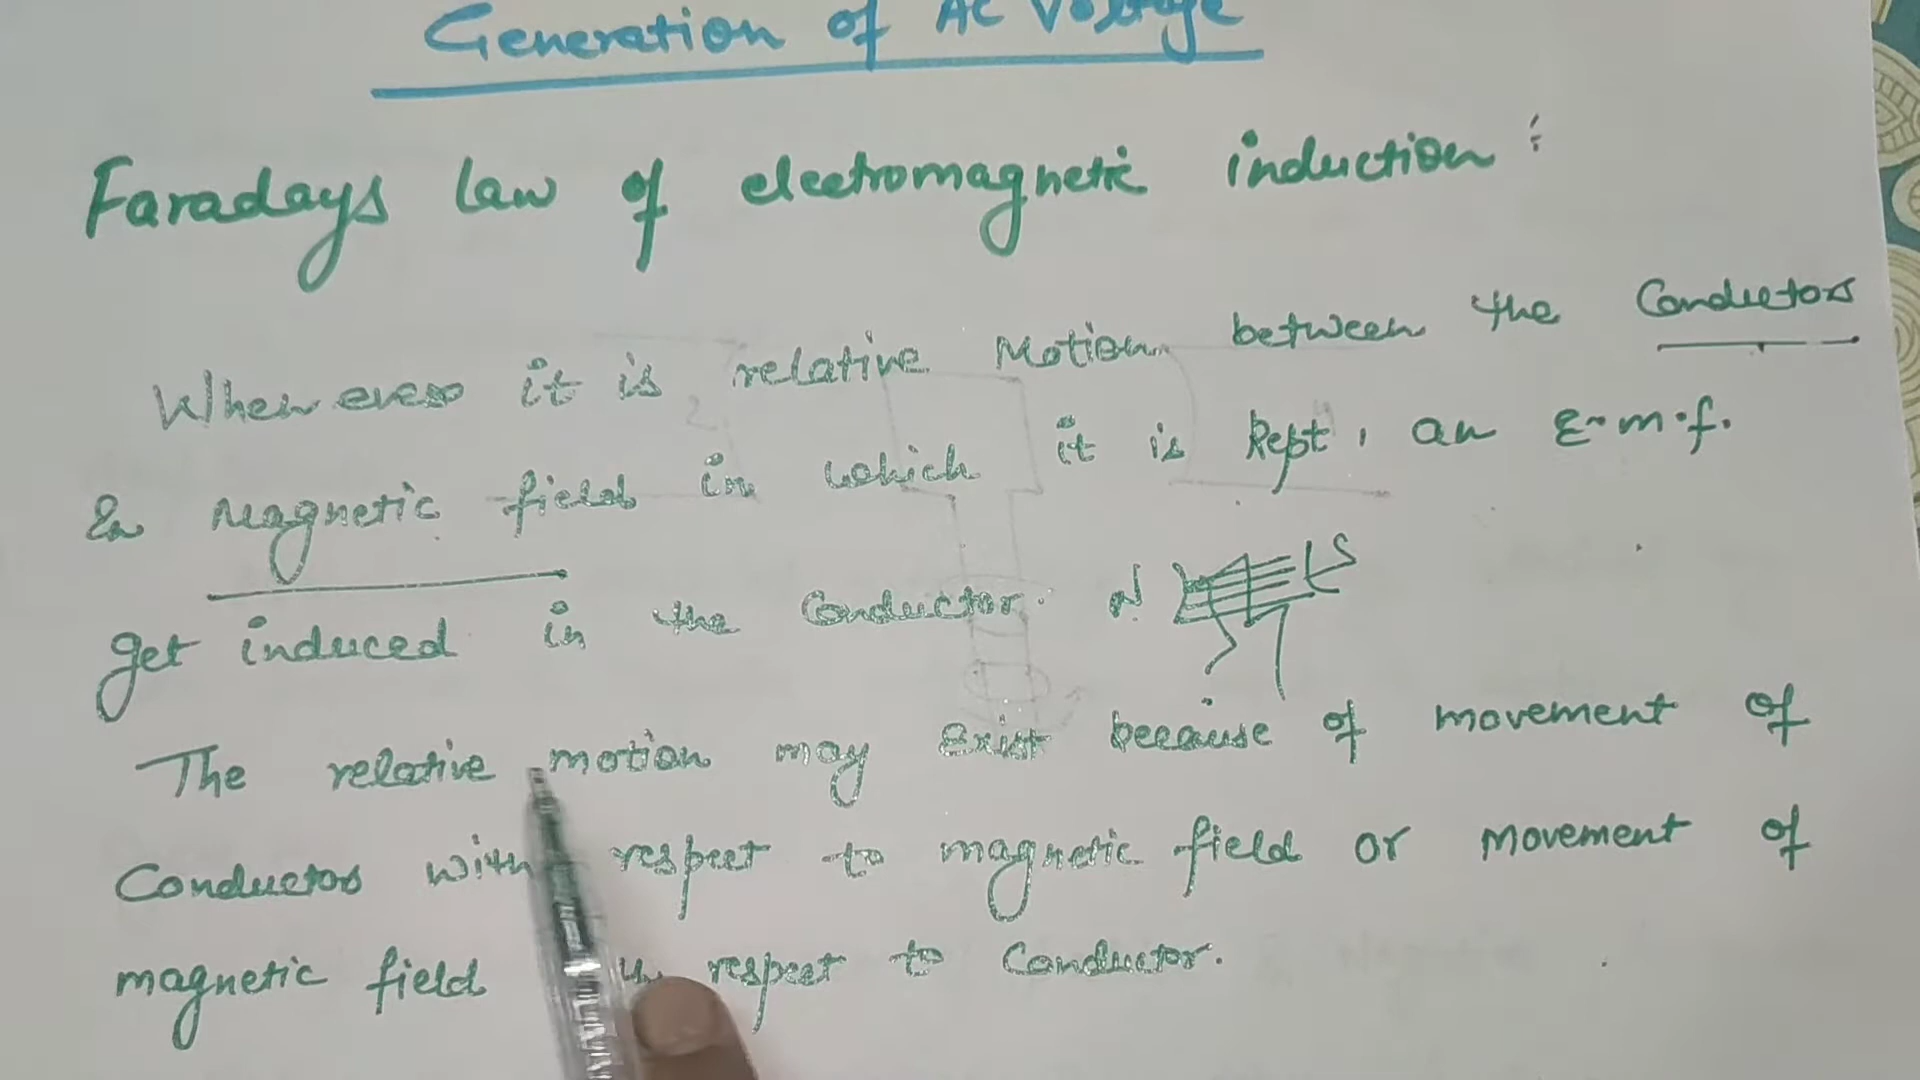 Generation of AC Voltage
Faradays law of electromagnetic induction :
When ever it is relative Motion between the Conductors
& Magnetic field in which it is kept, an E.m.f.
get induced in the Conductor. N S
The relative motion may Exist because of movement of
Conductors with respect to magnetic field or movement of
magnetic field respect to Conductor.